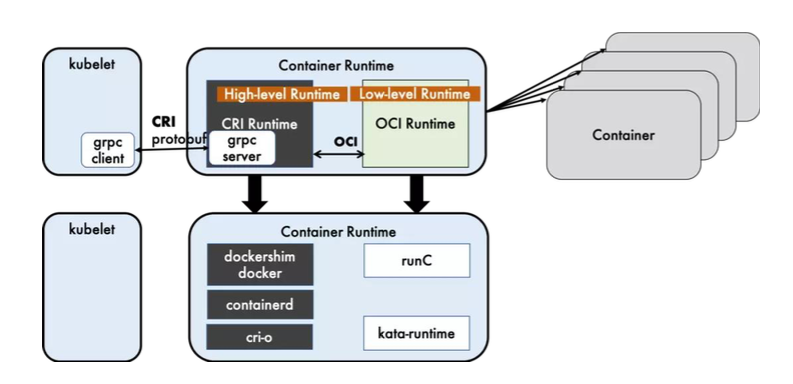 kubelet
Container Runtime
High-level Runtime
Low-level Runtime
CRI Runtime
OCI Runtime
CRI
protobuf
grpc
client
grpc
server
OCI
Container
kubelet
Container Runtime
dockershim
docker
runC
containerd
cri-o
kata-runtime